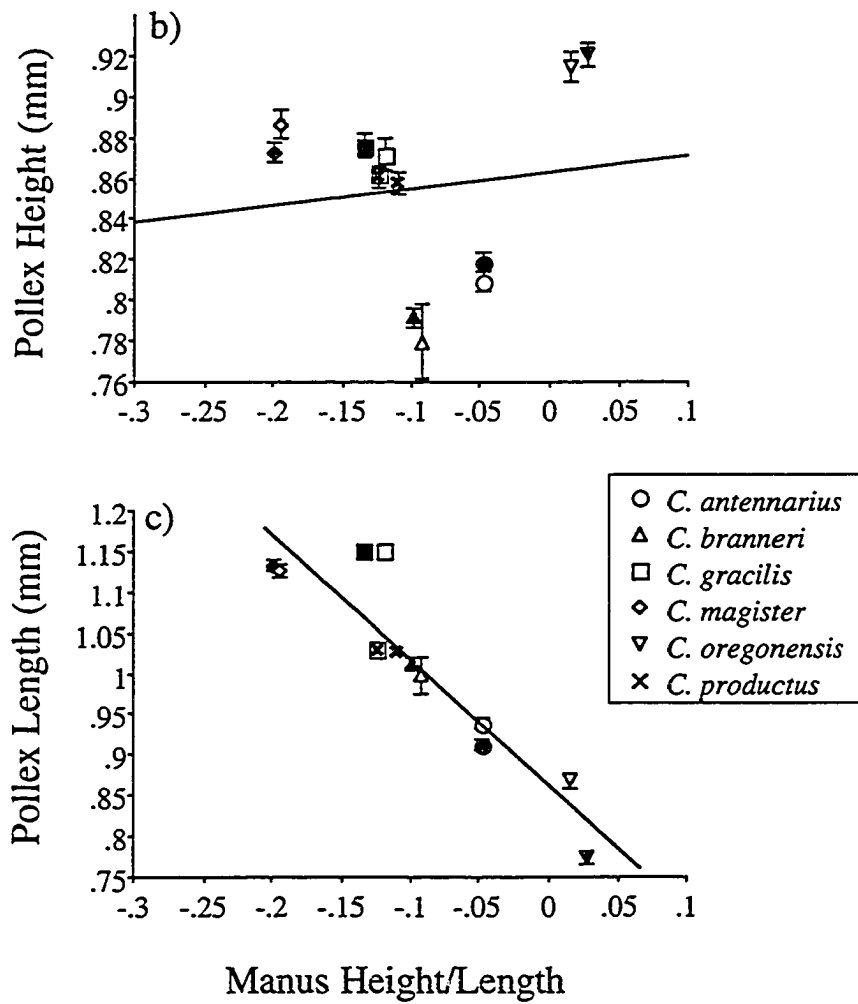 b)
Pollex Height (mm)
.92
.9
.88
.86
.84
.82
.8
.78
.76
-.3 -.25 -.2 -.15 -.1 -.05 0 .05 .1
c)
Pollex Length (mm)
1.2
1.15
1.1
1.05
1
.95
.9
.85
.8
.75
-.3 -.25 -.2 -.15 -.1 -.05 0 .05 .1
Manus Height/Length
C. antennarius
C. branneri
C. gracilis
C. magister
C. oregonensis
C. productus